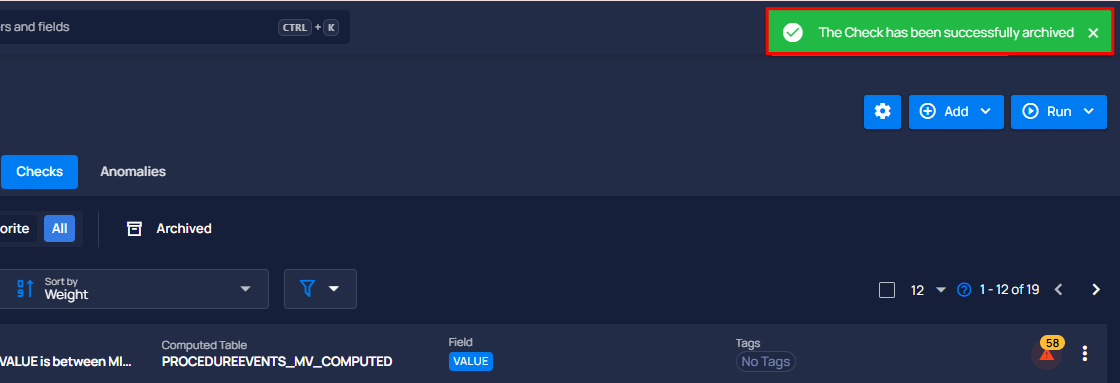 rs and fields
CTRL + K
The Check has been successfully archived
Add
Run
Checks
Anomalies
orite
All
Archived
Sort by
Weight
12
1 - 12 of 19
VALUE is between MI...
Computed Table
PROCEDUREEVENTS_MV_COMPUTED
Field
VALUE
Tags
No Tags
58